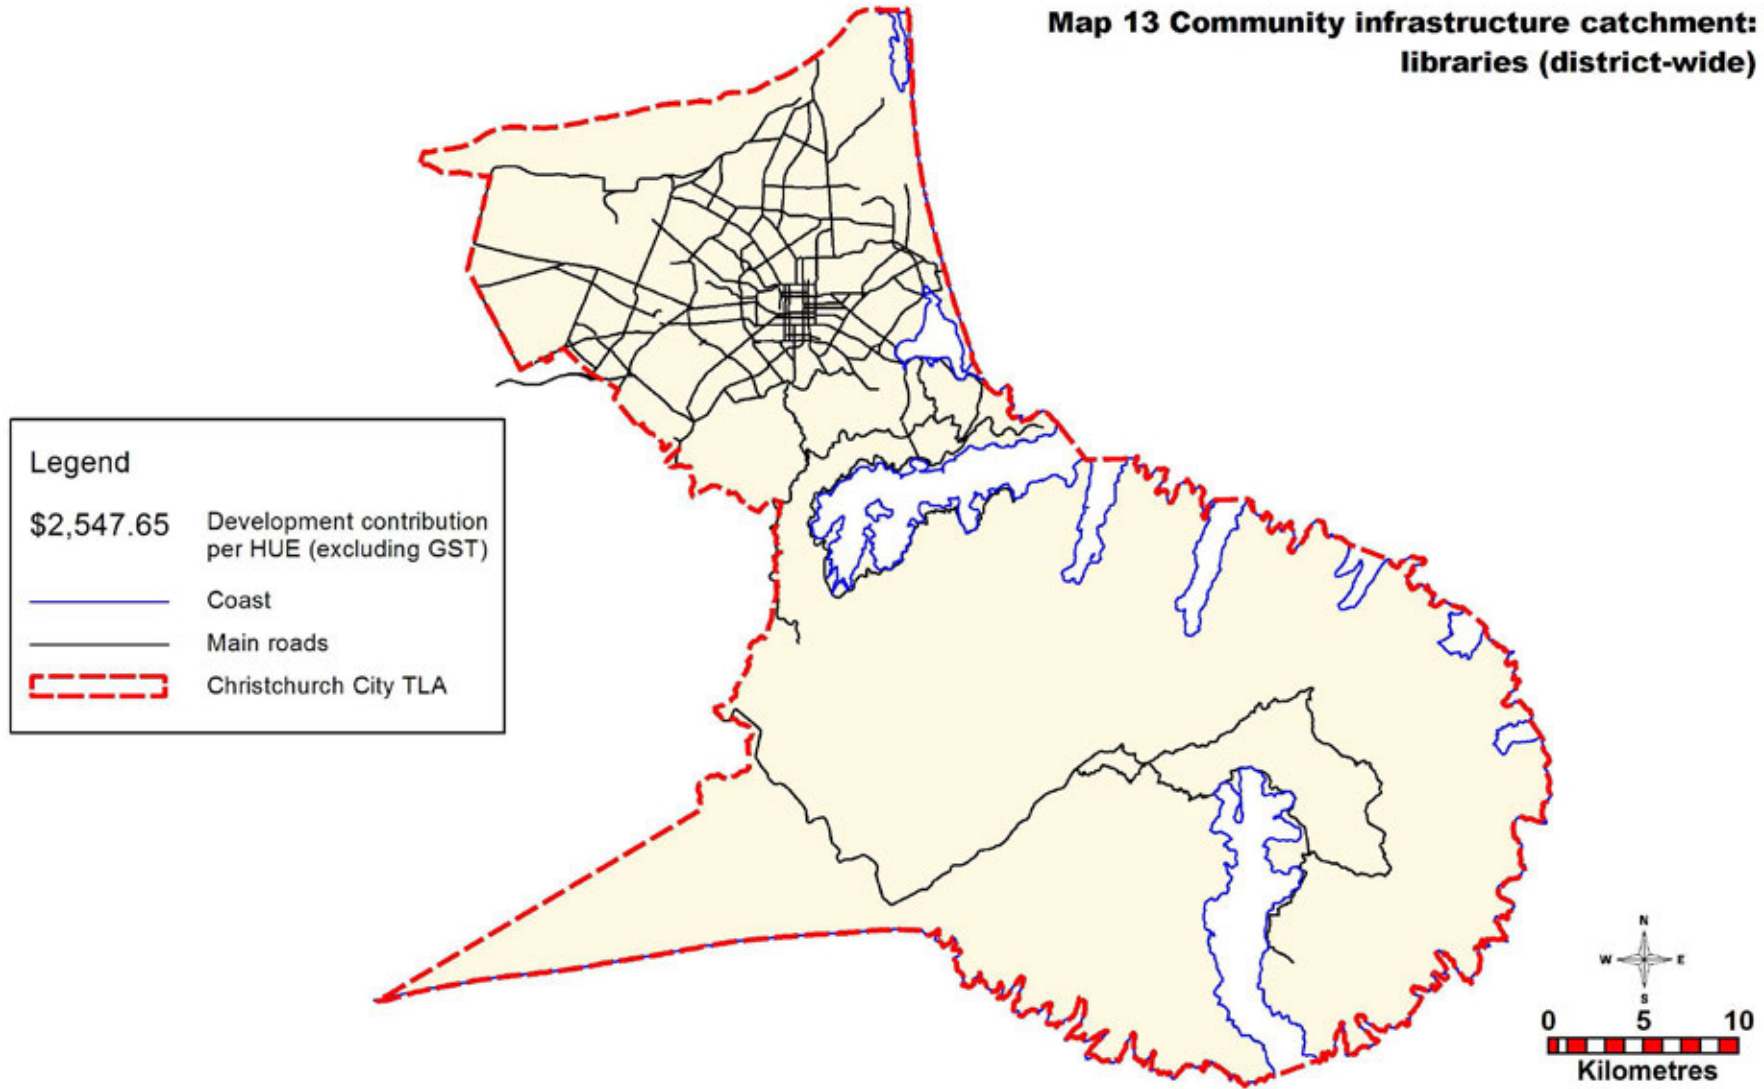 Map 13 Community infrastructure catchment:
libraries (district-wide)
Legend
$2,547.65
Development contribution
per HUE (excluding GST)
Coast
Main roads
Christchurch City TLA
N
W E
S
0 5 10
Kilometres